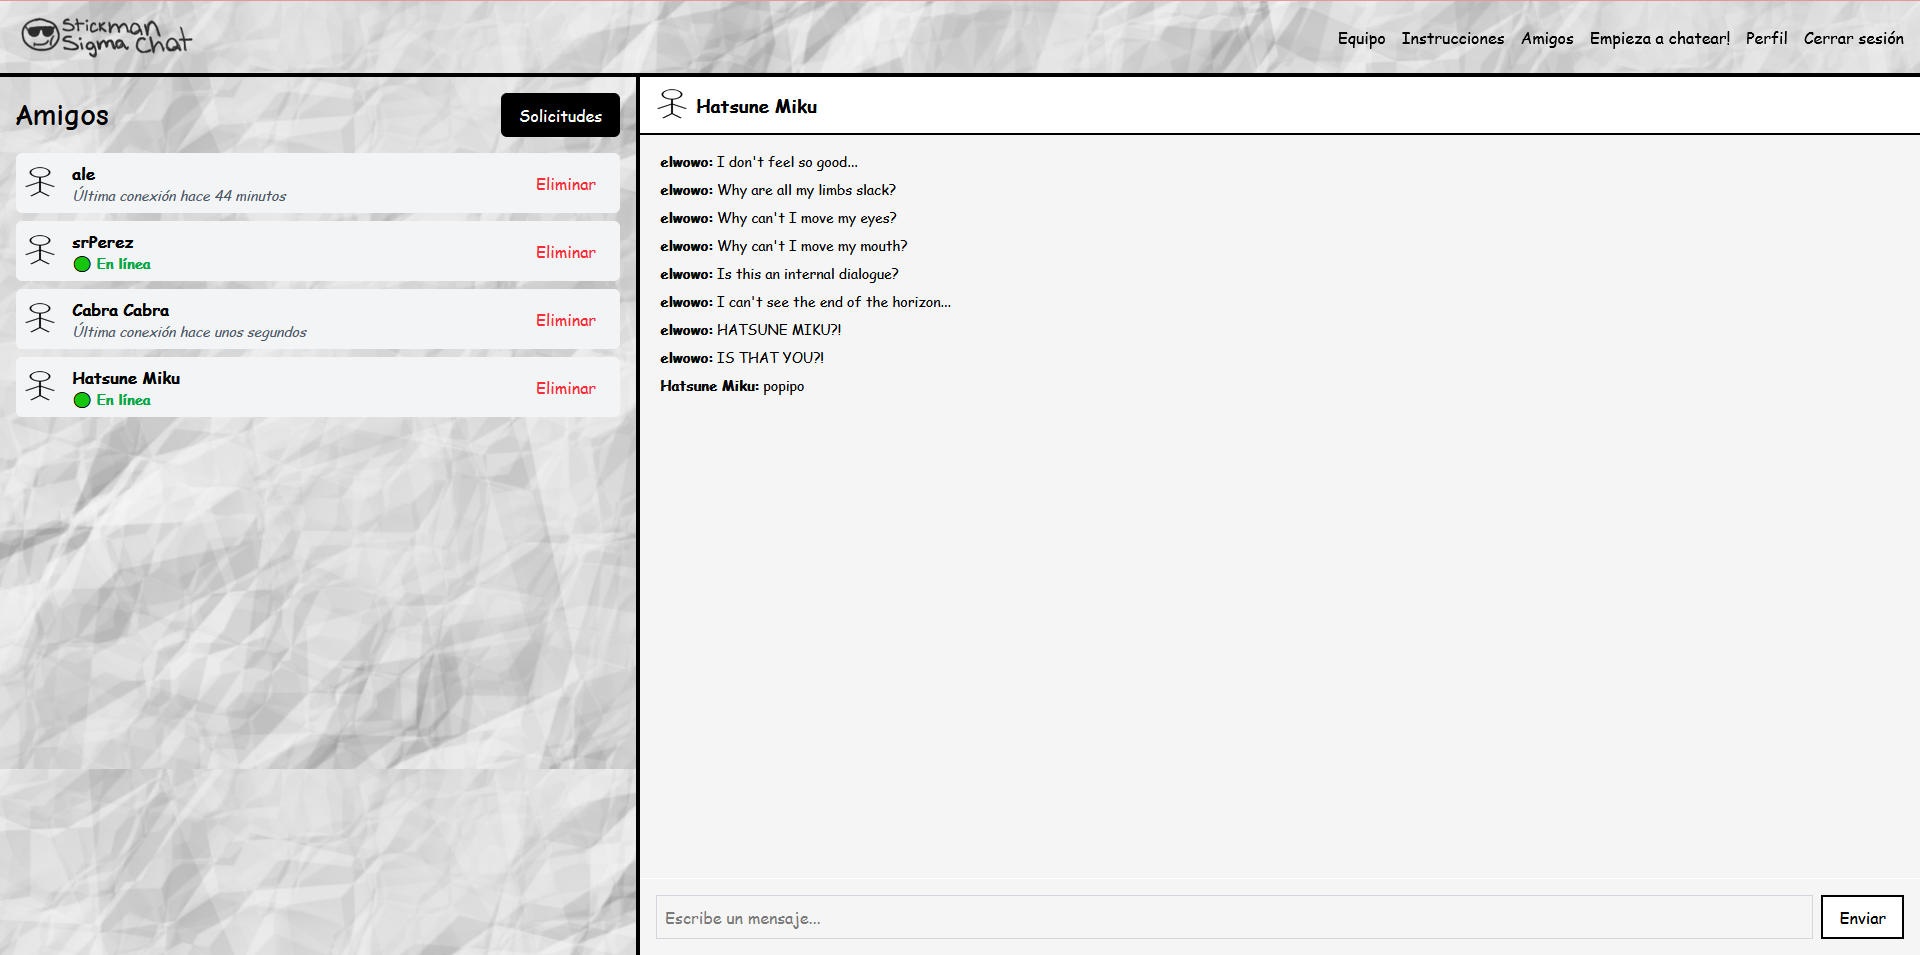 Stickman
Sigma Chat
Equipo Instrucciones Amigos Empieza a chatear! Perfil Cerrar sesión
Amigos
Solicitudes
ale
Última conexión hace 44 minutos
Eliminar
srPerez
En línea
Eliminar
Cabra Cabra
Última conexión hace unos segundos
Eliminar
Hatsune Miku
En línea
Eliminar
Hatsune Miku
elwowo: I don't feel so good...
elwowo: Why are all my limbs slack?
elwowo: Why can't I move my eyes?
elwowo: Why can't I move my mouth?
elwowo: Is this an internal dialogue?
elwowo: I can't see the end of the horizon...
elwowo: HATSUNE MIKU?!
elwowo: IS THAT YOU?!
Hatsune Miku: popipo
Escribe un mensaje...
Enviar